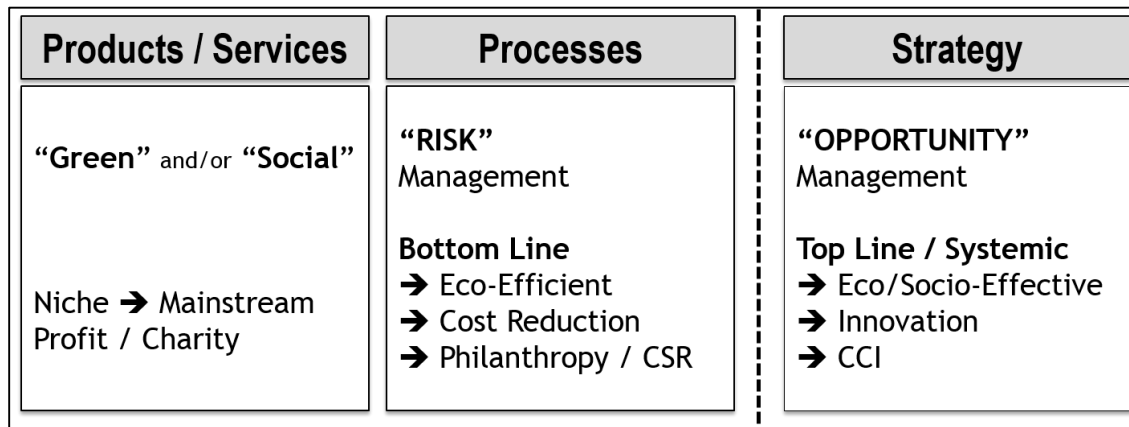 Products / Services
“Green” and/or “Social”
Niche ➔ Mainstream
Profit / Charity
Processes
“RISK”
Management
Bottom Line
➔ Eco-Efficient
➔ Cost Reduction
➔ Philanthropy / CSR
Strategy
“OPPORTUNITY”
Management
Top Line / Systemic
➔ Eco/Socio-Effective
➔ Innovation
➔ CCI